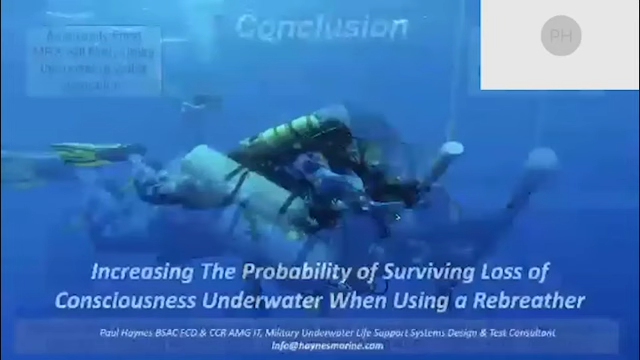 Conclusion
PH
Increasing The Probability of Surviving Loss of
Consciousness Underwater When Using a Rebreather
Paul Haynes BSAC FCD & CCR AMG IT, Military Underwater Life Support Systems Design & Test Consultant
Info@haynesmarine.com